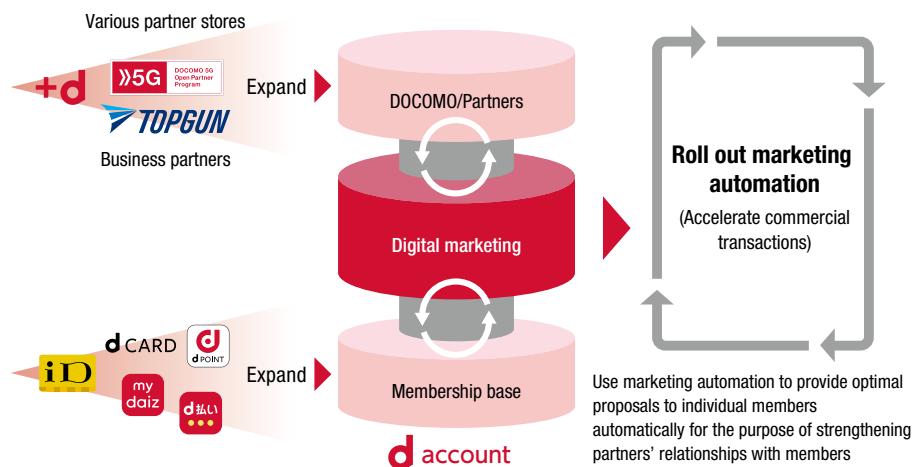 Various partner stores
+d
5G
DOCOMO 5G
Open Partner
Program
TOPGUN
Business partners
Expand
DOCOMO/Partners
Digital marketing
Roll out marketing
automation
(Accelerate commercial
transactions)
iD
d CARD
d POINT
my
daiz
d払い
Expand
Membership base
d account
Use marketing automation to provide optimal
proposals to individual members
automatically for the purpose of strengthening
partners' relationships with members